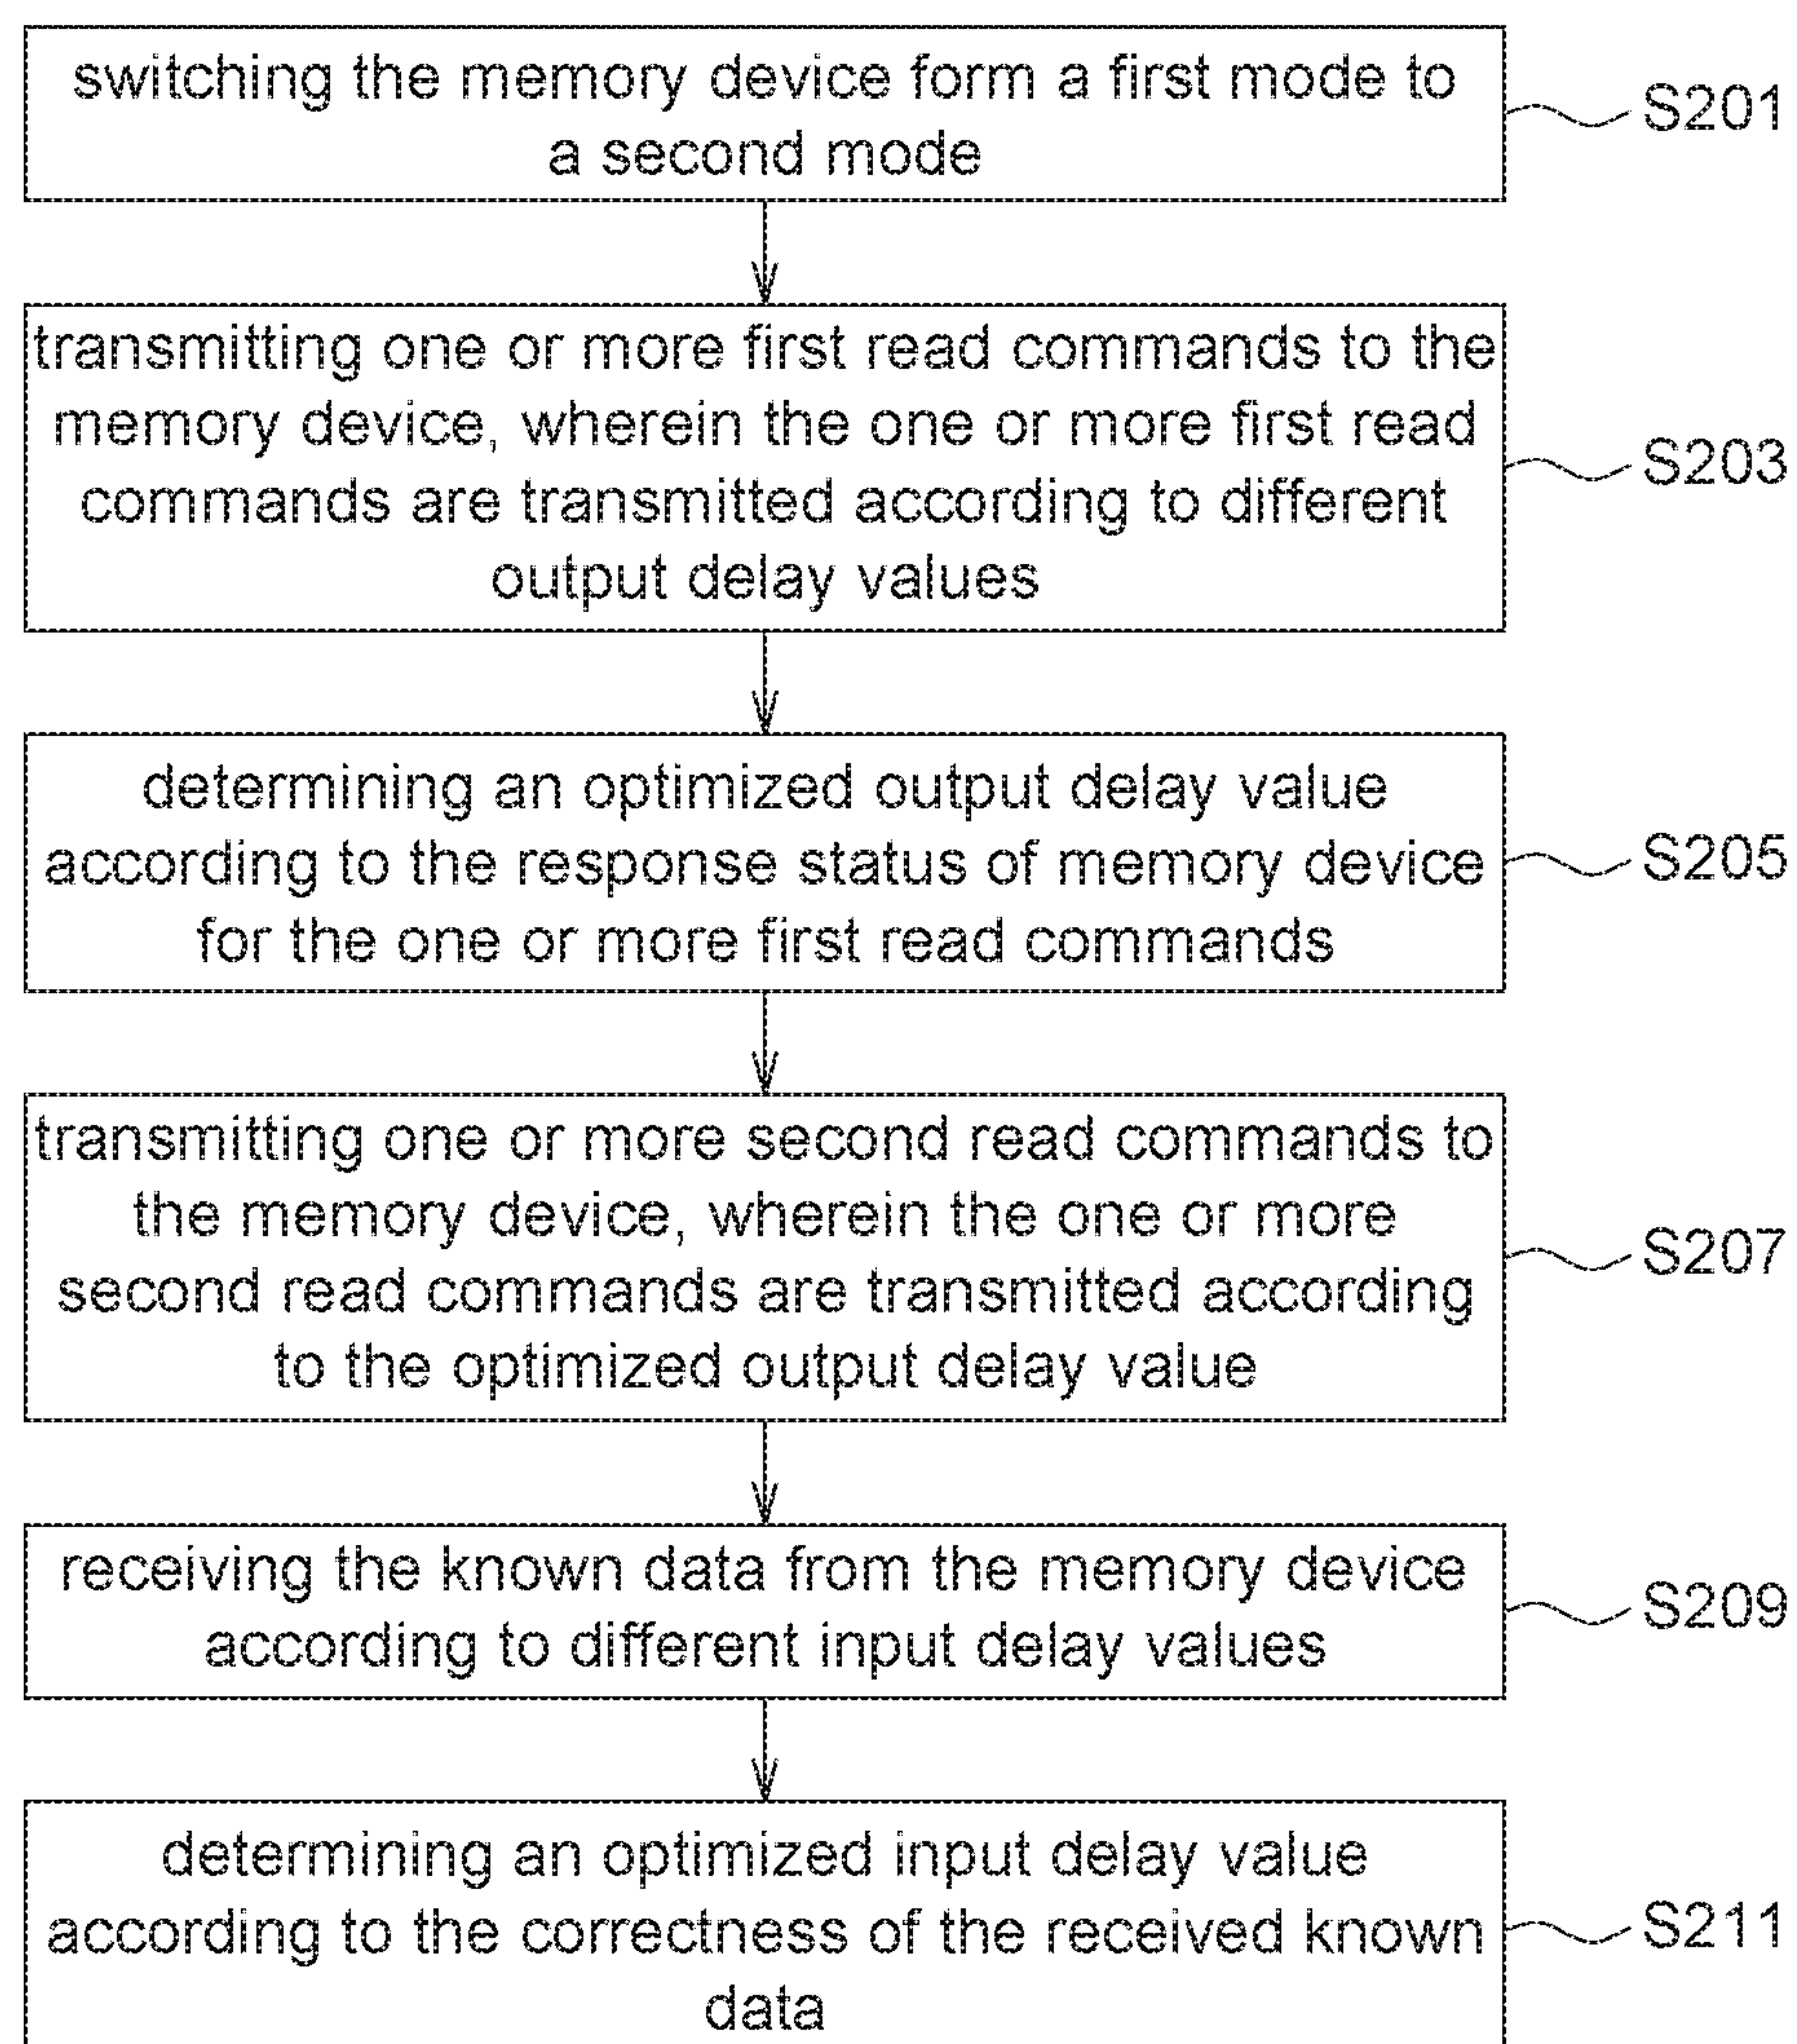 switching the memory device form a first mode to
a second mode
S201
transmitting one or more first read commands to the
memory device, wherein the one or more first read
commands are transmitted according to different
output delay values
S203
determining an optimized output delay value
according to the response status of memory device
for the one or more first read commands
S205
transmitting one or more second read commands to
the memory device, wherein the one or more
second read commands are transmitted according
to the optimized output delay value
S207
receiving the known data from the memory device
according to different input delay values
S209
determining an optimized input delay value
according to the correctness of the received known
data
S211